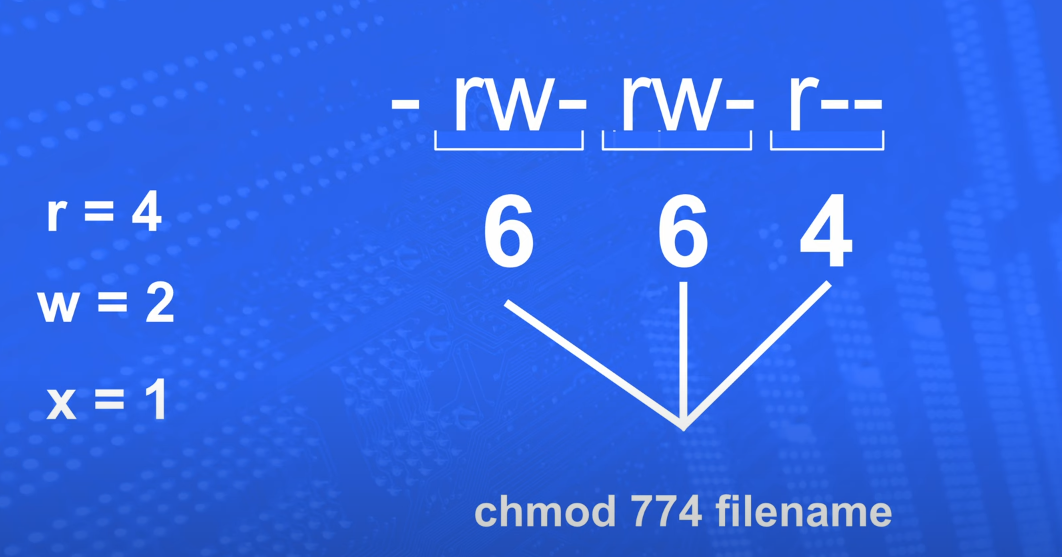 - rw- rw- r--
6 6 4
r = 4
w = 2
x = 1
chmod 774 filename